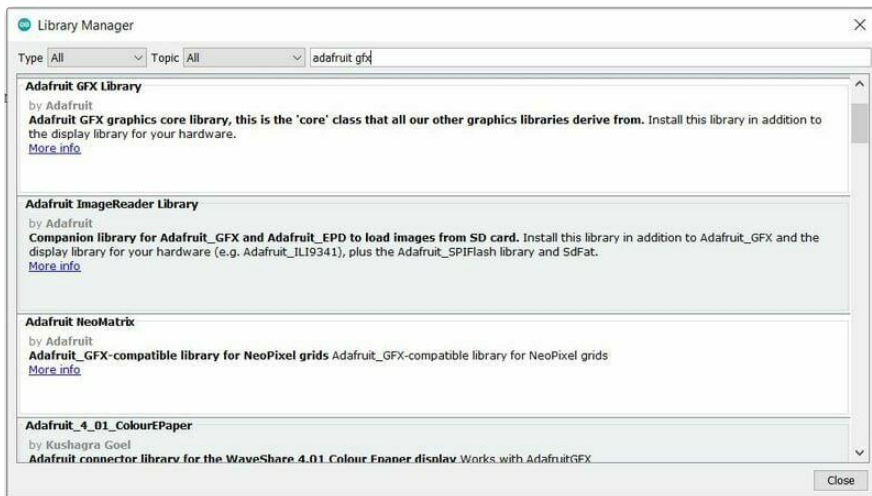 Library Manager
Type All Topic All adafruit gfx
Adafruit GFX Library
by Adafruit
Adafruit GFX graphics core library, this is the 'core' class that all our other graphics libraries derive from. Install this library in addition to
the display library for your hardware.
More info
Adafruit ImageReader Library
by Adafruit
Companion library for Adafruit_GFX and Adafruit_EPD to load images from SD card. Install this library in addition to Adafruit_GFX and the
display library for your hardware (e.g. Adafruit_ILI9341), plus the Adafruit_SPIFlash library and SdFat.
More info
Adafruit NeoMatrix
by Adafruit
Adafruit_GFX-compatible library for NeoPixel grids Adafruit_GFX-compatible library for NeoPixel grids
More info
Adafruit_4_01_ColourEPaper
by Kushagra Goel
Adafruit connector library for the WaveShare 4.01 Colour Epaper display Works with AdafruitGFX
Close